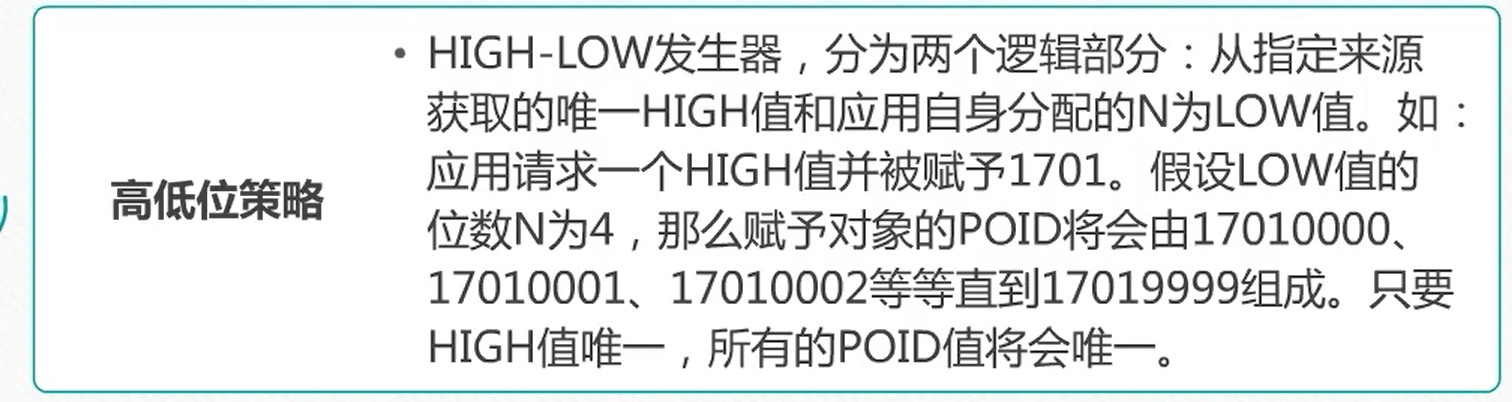 高低位策略
• HIGH-LOW发生器，分为两个逻辑部分：从指定来源
获取的唯一HIGH值和应用自身分配的N为LOW值。如：
应用请求一个HIGH值并被赋予1701。假设LOW值的
位数N为4，那么赋予对象的POID将会由17010000、
17010001、17010002等等直到17019999组成。只要
HIGH值唯一，所有的POID值将会唯一。